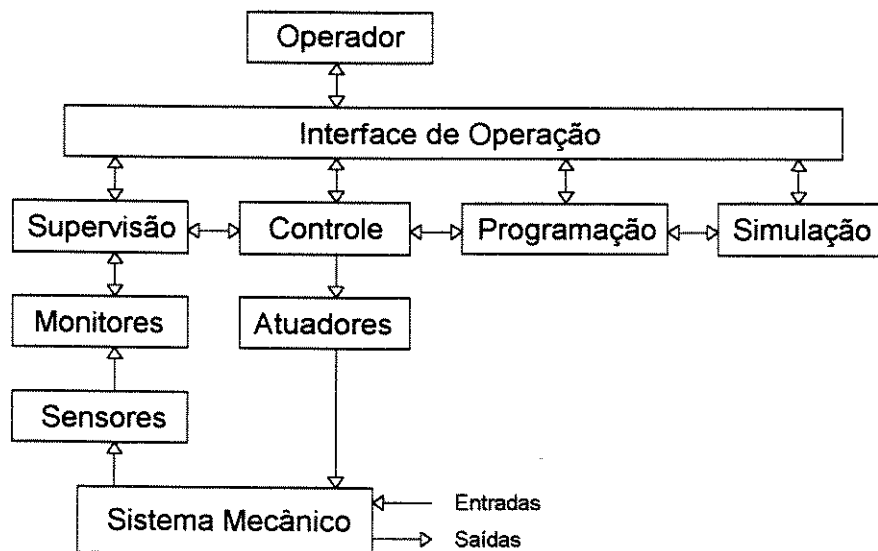 Operador
Interface de Operação
Supervisão
Controle
Programação
Simulação
Monitores
Atuadores
Sensores
Sistema Mecânico
Entradas
Saídas